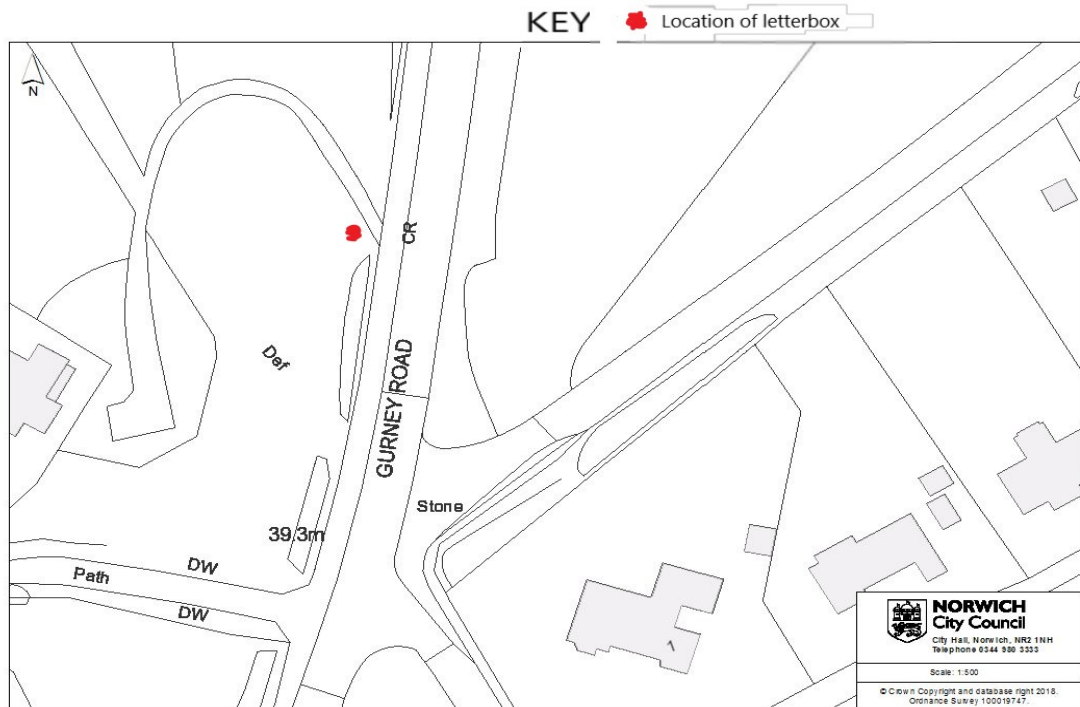 KEY Location of letterbox
N
CR
GURNEY ROAD
Def
Stone
39.3m
DW
Path
DW
7
NORWICH
City Council
City Hall, Norwich, NR2 1NH
Telephone 0344 980 3333
Scale: 1:500
© Crown Copyright and database right 2018.
Ordnance Survey 100019747.